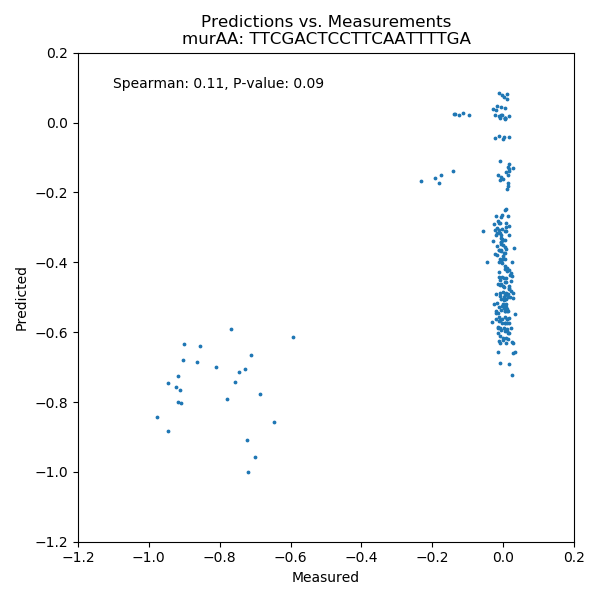 Predictions vs. Measurements
murAA: TTCGACTCCTTCAATTTTGA
Spearman: 0.11, P-value: 0.09
0.2
0.0
−0.2
−0.4
−0.6
−0.8
−1.0
−1.2
Predicted
−1.2 −1.0 −0.8 −0.6 −0.4 −0.2 0.0 0.2
Measured